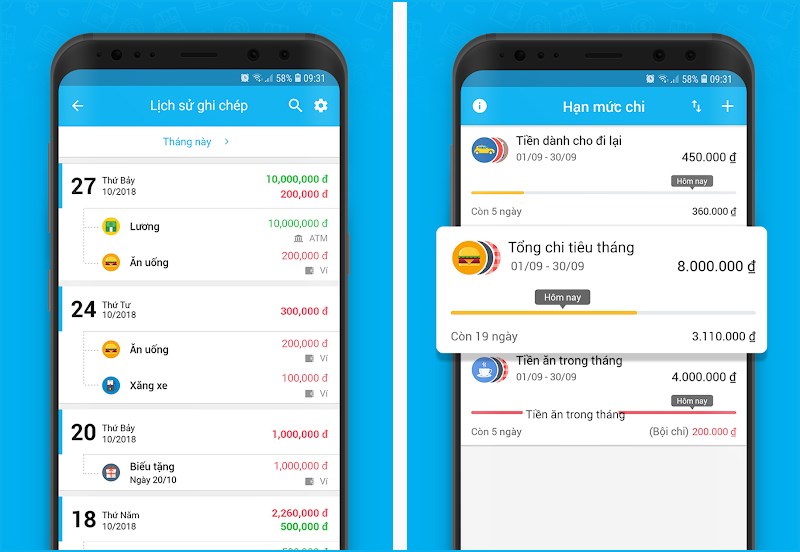 58% 09:31
Lịch sử ghi chép
Tháng này
27 Thứ Bảy 10,000,000 đ
10/2018 200,000 đ
Lương 10,000,000 đ
ATM
Ăn uống 200,000 đ
Ví
24 Thứ Tư 300,000 đ
10/2018
Ăn uống 200,000 đ
Ví
Xăng xe 100,000 đ
Ví
20 Thứ Bảy 1,000,000 đ
10/2018
Biếu tặng 1,000,000 đ
Ngày 20/10 Ví
18 Thứ Năm 2,260,000 đ
10/2018 500,000 đ
58% 09:31
Hạn mức chi
Tiền dành cho đi lại
01/09 - 30/09 450.000 ₫
Hôm nay
Còn 5 ngày 360.000 ₫
Tổng chi tiêu tháng
01/09 - 30/09 8.000.000 ₫
Hôm nay
Còn 19 ngày 3.110.000 ₫
Tiền ăn trong tháng
01/09 - 30/09 4.000.000 ₫
Hôm nay
Tiền ăn trong tháng
Còn 5 ngày (Bội chi) 200.000 ₫